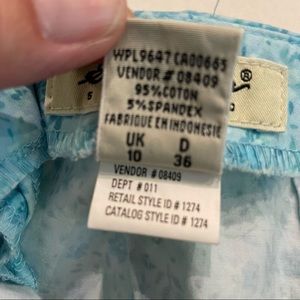 WPL9647 CA00665
VENDOR # 08409
95%COTON
5%SPANDEX
FABRIQUE EN INDONESIE
UK D
10 36
VENDOR # 08409
DEPT # 011
RETAIL STYLE ID # 1274
CATALOG STYLE ID # 1274
®